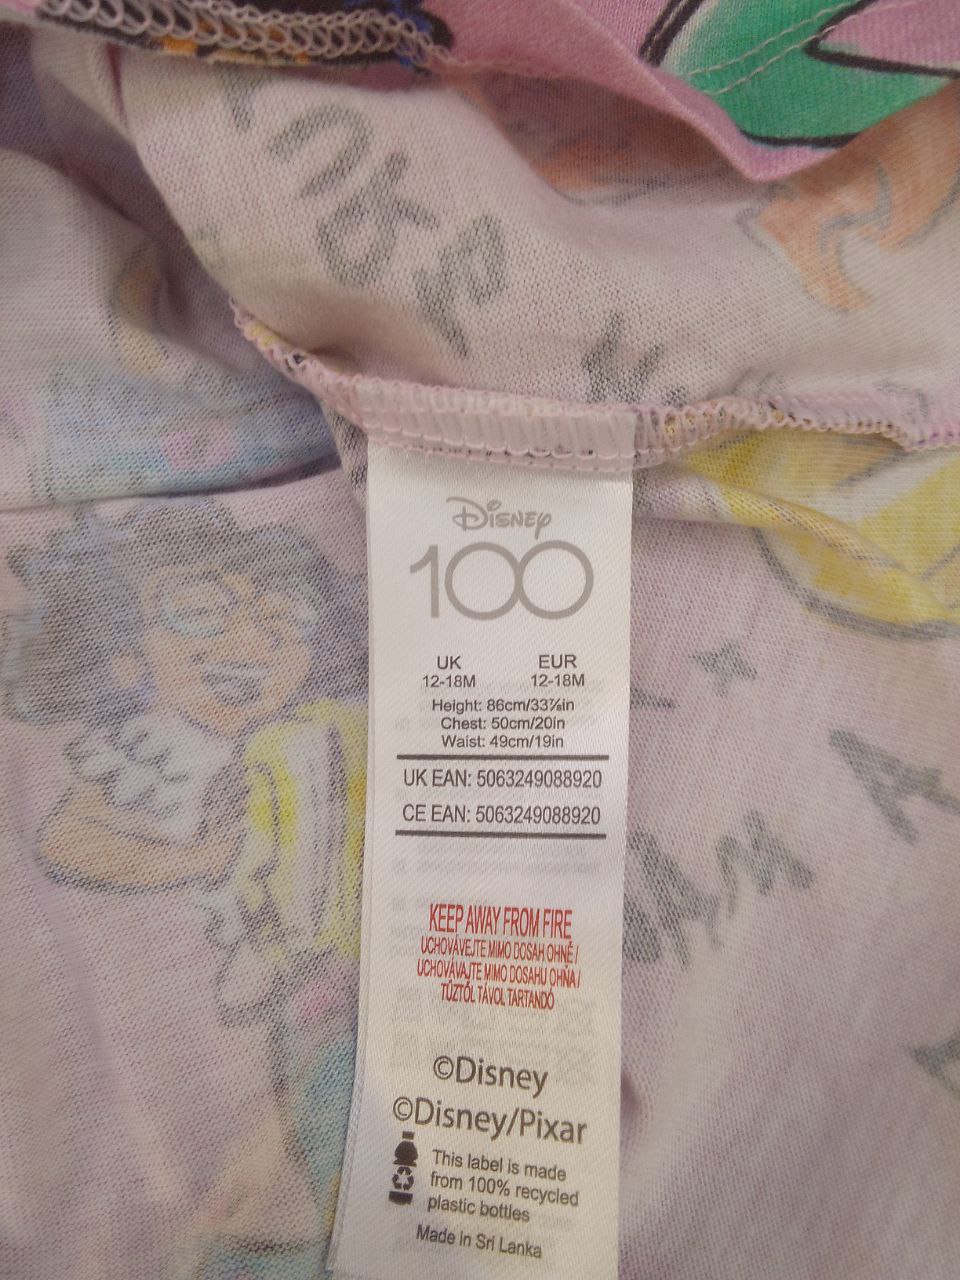 Disney
100
UK EUR
12-18M 12-18M
Height: 86cm/33⅞in
Chest: 50cm/20in
Waist: 49cm/19in
UK EAN: 5063249088920
CE EAN: 5063249088920
KEEP AWAY FROM FIRE
UCHOVÁVEJTE MIMO DOSAH OHNĚ /
UCHOVÁVAJTE MIMO DOSAHU OHŇA /
TŰZTŐL TÁVOL TARTANDÓ
©Disney
©Disney/Pixar
This label is made
from 100% recycled
plastic bottles
Made in Sri Lanka